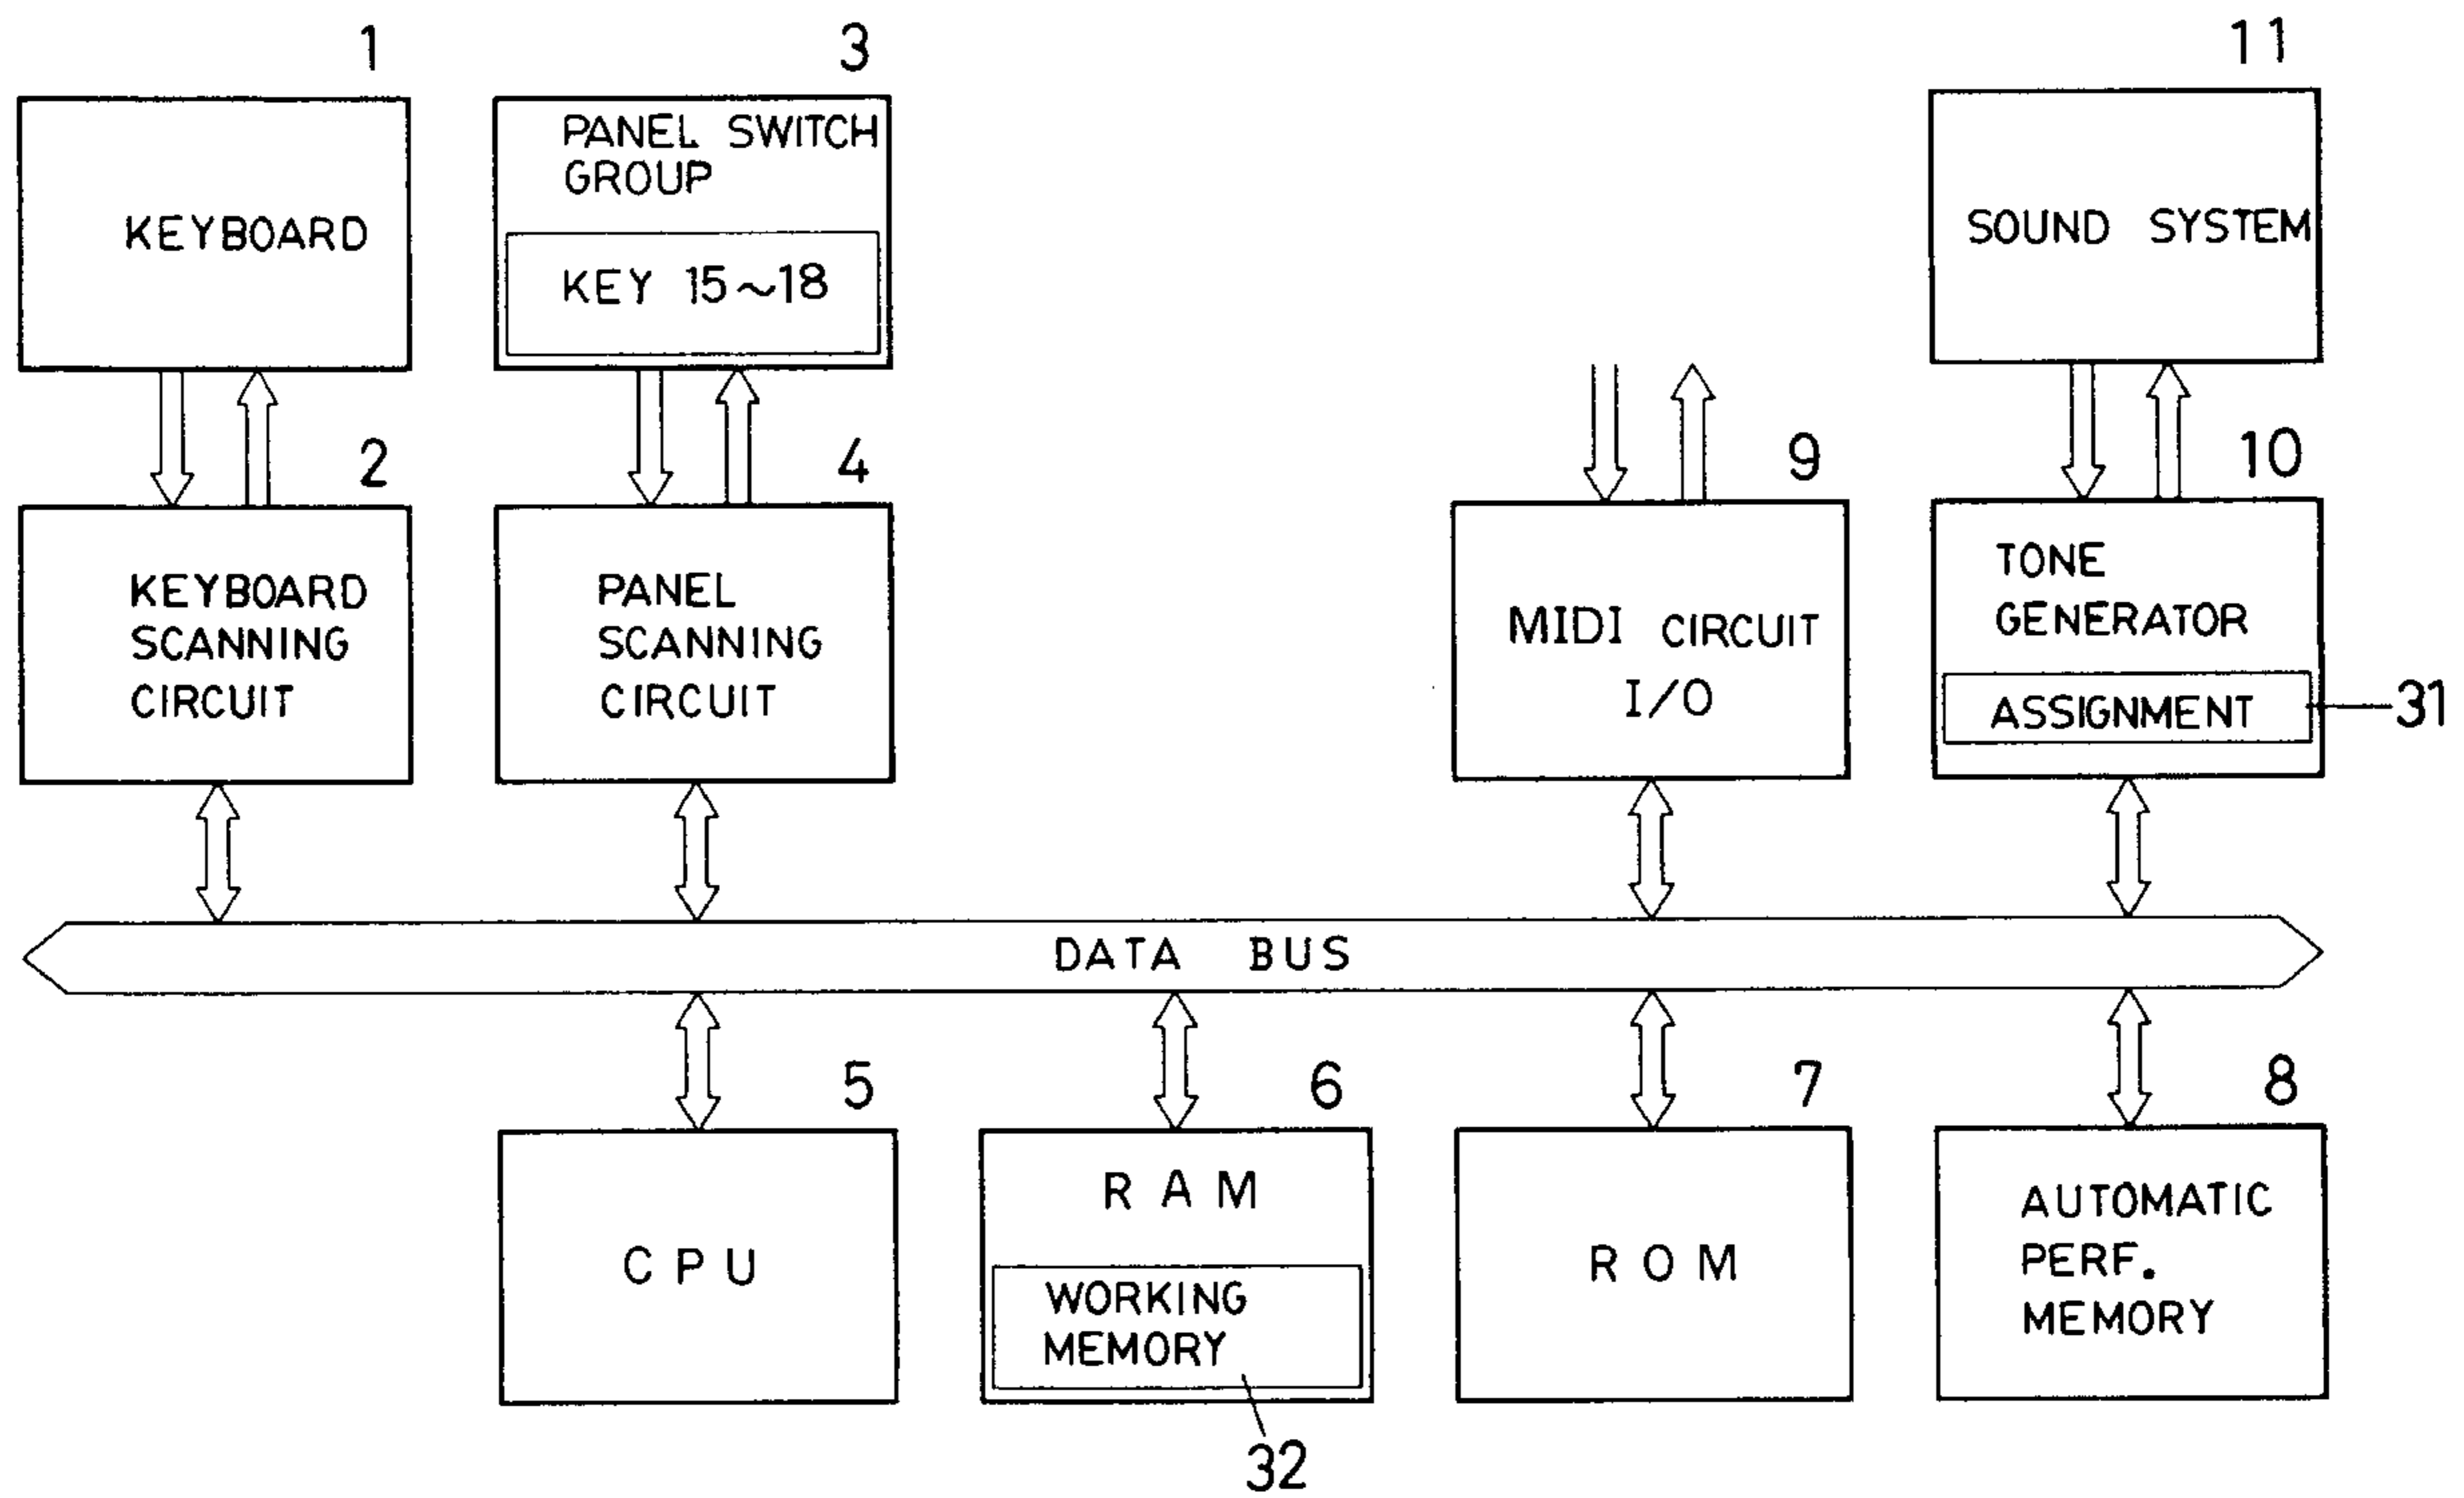 1
KEYBOARD
3
PANEL SWITCH
GROUP
KEY 15~18
11
SOUND SYSTEM
2
KEYBOARD
SCANNING
CIRCUIT
4
PANEL
SCANNING
CIRCUIT
9
MIDI CIRCUIT
I/O
10
TONE
GENERATOR
ASSIGNMENT
31
DATA BUS
5
CPU
6
RAM
WORKING
MEMORY
32
7
ROM
8
AUTOMATIC
PERF.
MEMORY